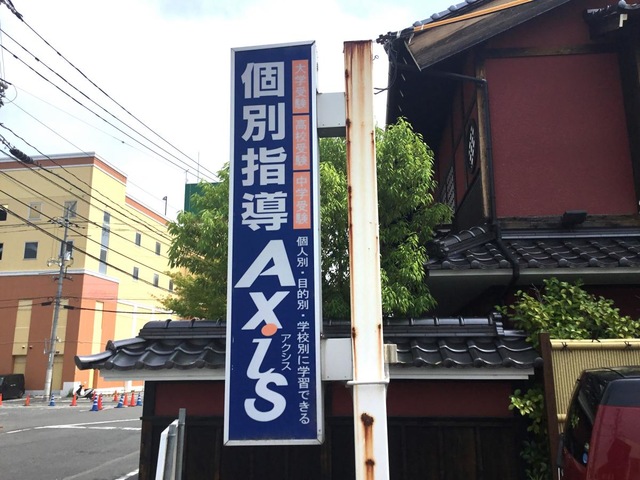 大学受験 高校受験 中学受験
個別指導
Axis
アクシス
個人別・目的別・学校別に学習できる